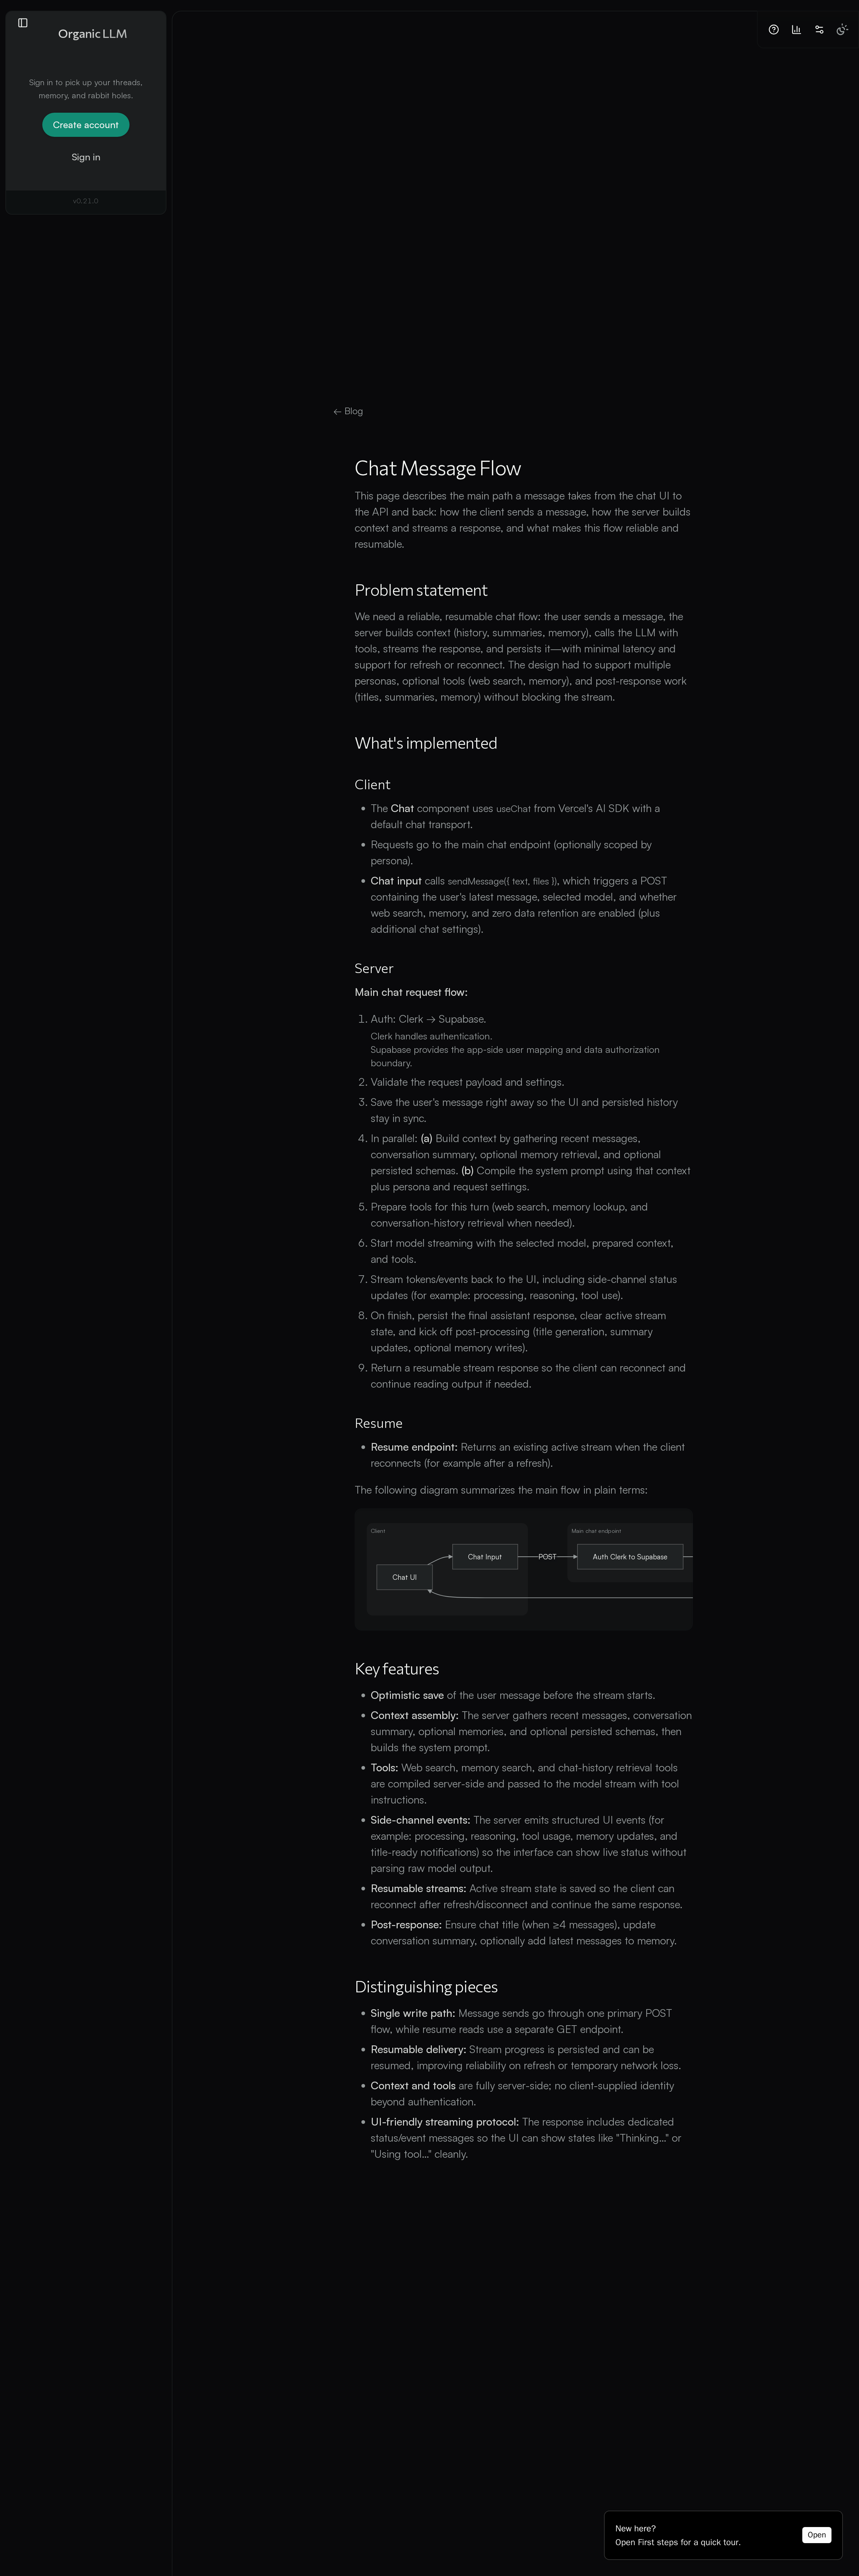 Organic LLM
Sign in to pick up your threads,
memory, and rabbit holes.
Create account
Sign in
v0.21.0
← Blog
Chat Message Flow
This page describes the main path a message takes from the chat UI to
the API and back: how the client sends a message, how the server builds
context and streams a response, and what makes this flow reliable and
resumable.
Problem statement
We need a reliable, resumable chat flow: the user sends a message, the
server builds context (history, summaries, memory), calls the LLM with
tools, streams the response, and persists it—with minimal latency and
support for refresh or reconnect. The design had to support multiple
personas, optional tools (web search, memory), and post-response work
(titles, summaries, memory) without blocking the stream.
What's implemented
Client
• The Chat component uses useChat from Vercel's AI SDK with a
default chat transport.
• Requests go to the main chat endpoint (optionally scoped by
persona).
• Chat input calls sendMessage({ text, files }), which triggers a POST
containing the user's latest message, selected model, and whether
web search, memory, and zero data retention are enabled (plus
additional chat settings).
Server
Main chat request flow:
1. Auth: Clerk → Supabase.
Clerk handles authentication.
Supabase provides the app-side user mapping and data authorization
boundary.
2. Validate the request payload and settings.
3. Save the user's message right away so the UI and persisted history
stay in sync.
4. In parallel: (a) Build context by gathering recent messages,
conversation summary, optional memory retrieval, and optional
persisted schemas. (b) Compile the system prompt using that context
plus persona and request settings.
5. Prepare tools for this turn (web search, memory lookup, and
conversation-history retrieval when needed).
6. Start model streaming with the selected model, prepared context,
and tools.
7. Stream tokens/events back to the UI, including side-channel status
updates (for example: processing, reasoning, tool use).
8. On finish, persist the final assistant response, clear active stream
state, and kick off post-processing (title generation, summary
updates, optional memory writes).
9. Return a resumable stream response so the client can reconnect and
continue reading output if needed.
Resume
• Resume endpoint: Returns an existing active stream when the client
reconnects (for example after a refresh).
The following diagram summarizes the main flow in plain terms:
Client
Main chat endpoint
Chat Input
POST
Auth Clerk to Supabase
Chat UI
Key features
• Optimistic save of the user message before the stream starts.
• Context assembly: The server gathers recent messages, conversation
summary, optional memories, and optional persisted schemas, then
builds the system prompt.
• Tools: Web search, memory search, and chat-history retrieval tools
are compiled server-side and passed to the model stream with tool
instructions.
• Side-channel events: The server emits structured UI events (for
example: processing, reasoning, tool usage, memory updates, and
title-ready notifications) so the interface can show live status without
parsing raw model output.
• Resumable streams: Active stream state is saved so the client can
reconnect after refresh/disconnect and continue the same response.
• Post-response: Ensure chat title (when ≥4 messages), update
conversation summary, optionally add latest messages to memory.
Distinguishing pieces
• Single write path: Message sends go through one primary POST
flow, while resume reads use a separate GET endpoint.
• Resumable delivery: Stream progress is persisted and can be
resumed, improving reliability on refresh or temporary network loss.
• Context and tools are fully server-side; no client-supplied identity
beyond authentication.
• UI-friendly streaming protocol: The response includes dedicated
status/event messages so the UI can show states like "Thinking…" or
"Using tool…" cleanly.
New here?
Open First steps for a quick tour.
Open